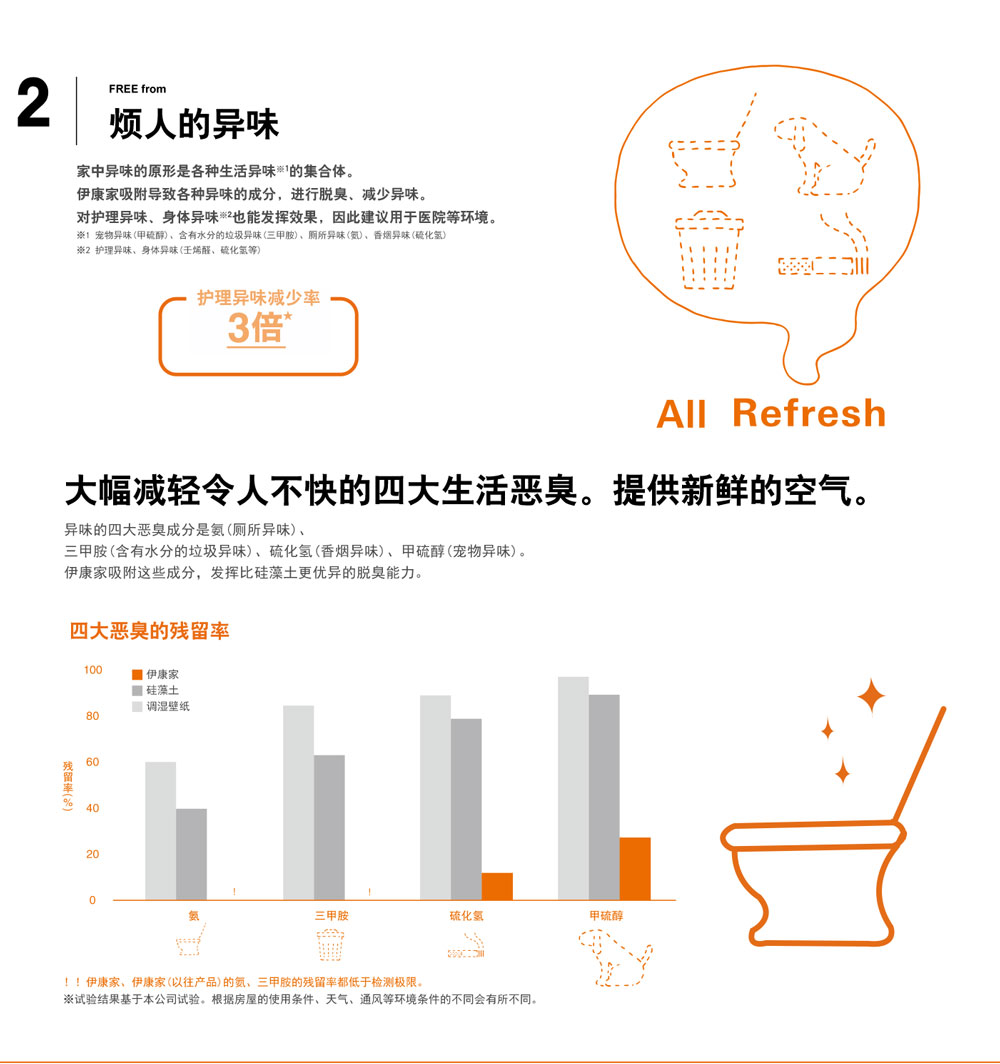 2
FREE from
烦人的异味
家中异味的原形是各种生活异味※1的集合体。
伊康家吸附导致各种异味的成分，进行脱臭、减少异味。
对护理异味、身体异味※2也能发挥效果，因此建议用于医院等环境。
※1 宠物异味(甲硫醇)、含有水分的垃圾异味(三甲胺)、厕所异味(氨)、香烟异味(硫化氢)
※2 护理异味、身体异味(壬烯醛、硫化氢等)
护理异味减少率
3倍★
All Refresh
大幅减轻令人不快的四大生活恶臭。提供新鲜的空气。
异味的四大恶臭成分是氨(厕所异味)、
三甲胺(含有水分的垃圾异味)、硫化氢(香烟异味)、甲硫醇(宠物异味)。
伊康家吸附这些成分，发挥比硅藻土更优异的脱臭能力。
四大恶臭的残留率
100
80
60
40
20
0
残留率(%)
伊康家
硅藻土
调湿壁纸
!
!
氨
三甲胺
硫化氢
甲硫醇
！！伊康家、伊康家(以往产品)的氨、三甲胺的残留率都低于检测极限。
※试验结果基于本公司试验。根据房屋的使用条件、天气、通风等环境条件的不同会有所不同。